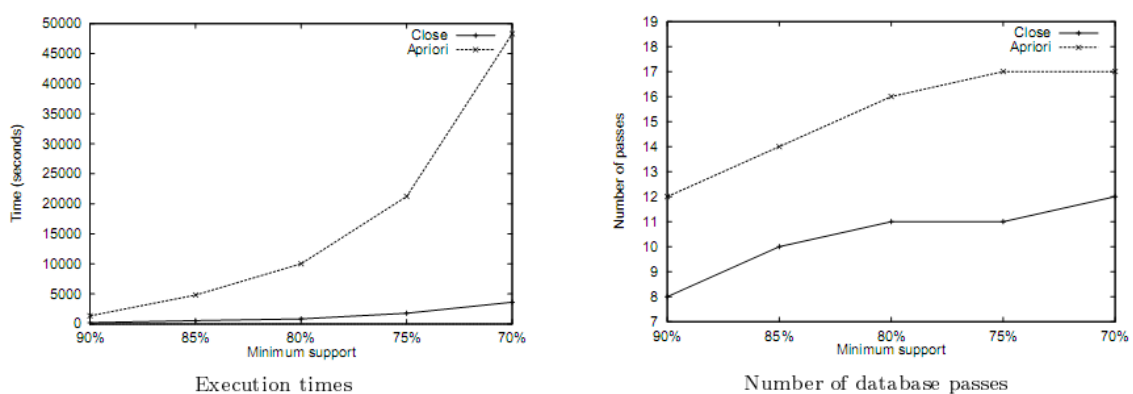 50000
45000
40000
35000
30000
25000
20000
15000
10000
5000
0
Time (seconds)
Close
Apriori
90% 85% 80% 75% 70%
Minimum support
Execution times
19
18
17
16
15
14
13
12
11
10
9
8
7
Number of passes
Close
Apriori
90% 85% 80% 75% 70%
Minimum support
Number of database passes